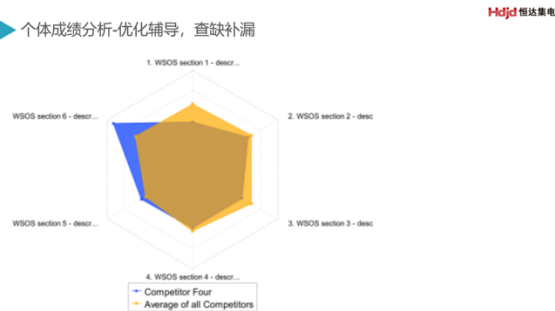 个体成绩分析-优化辅导，查缺补漏
Hdjd 恒达集电
1. WSOS section 1 - descr...
WSOS section 6 - descr...
2. WSOS section 2 - desc
WSOS section 5 - descr...
3. WSOS section 3 - desc
4. WSOS section 4 - descr...
Competitor Four
Average of all Competitors